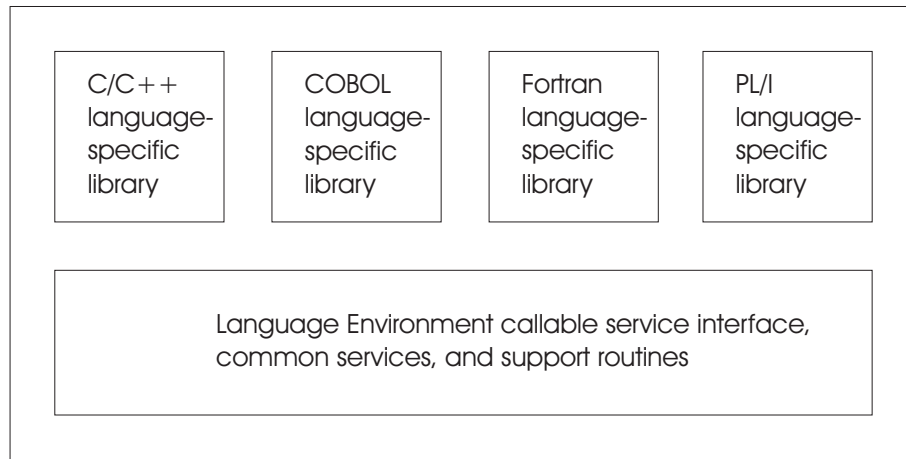 C/C++
language-
specific
library
COBOL
language-
specific
library
Fortran
language-
specific
library
PL/I
language-
specific
library
Language Environment callable service interface,
common services, and support routines